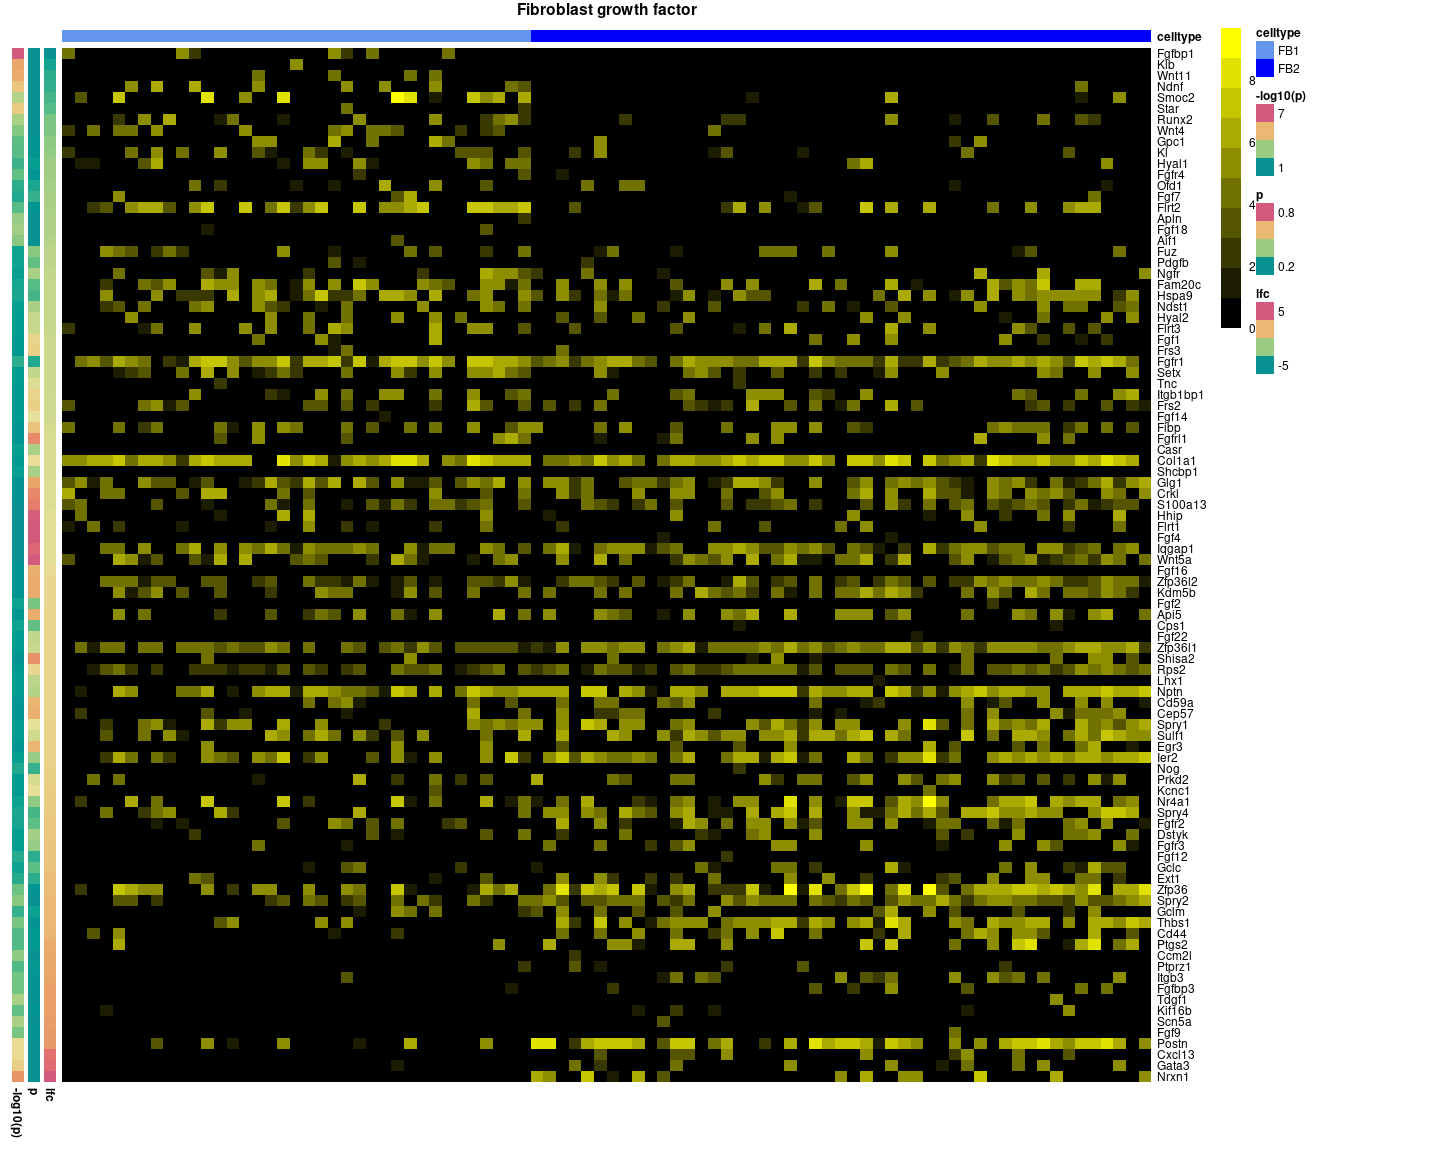 Fibroblast growth factor
celltype
Fgfbp1
Klb
Wnt11
Ndnf
Smoc2
Star
Runx2
Wnt4
Gpc1
Kl
Hyal1
Fgfr4
Ofd1
Fgf7
Flrt2
Apln
Fgf18
Aif1
Fuz
Pdgfb
Ngfr
Fam20c
Hspa9
Ndst1
Hyal2
Flrt3
Fgf1
Frs3
Fgfr1
Setx
Tnc
Itgb1bp1
Frs2
Fgf14
Fibp
Fgfrl1
Casr
Col1a1
Shcbp1
Glg1
Crkl
S100a13
Hhip
Flrt1
Fgf4
Iqgap1
Wnt5a
Fgf16
Zfp36l2
Kdm5b
Fgf2
Api5
Cps1
Fgf22
Zfp36l1
Shisa2
Rps2
Lhx1
Nptn
Cd59a
Cep57
Spry1
Sulf1
Egr3
Ier2
Nog
Prkd2
Kcnc1
Nr4a1
Spry4
Fgfr2
Dstyk
Fgfr3
Fgf12
Gclc
Ext1
Zfp36
Spry2
Gclm
Thbs1
Cd44
Ptgs2
Ccm2l
Ptprz1
Itgb3
Fgfbp3
Tdgf1
Kif16b
Scn5a
Fgf9
Postn
Cxcl13
Gata3
Nrxn1
-log10(p)
p
lfc
8
6
4
2
0
celltype
FB1
FB2
-log10(p)
7
1
p
0.8
0.2
lfc
5
-5